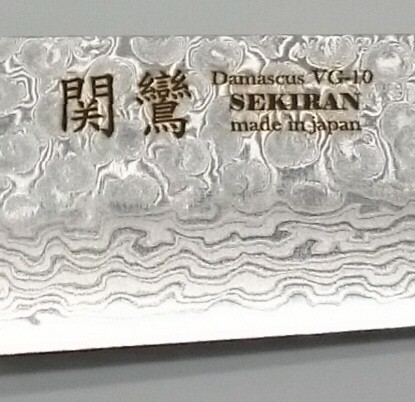 関鸞
Damascus VG-10
SEKIRAN
made in japan